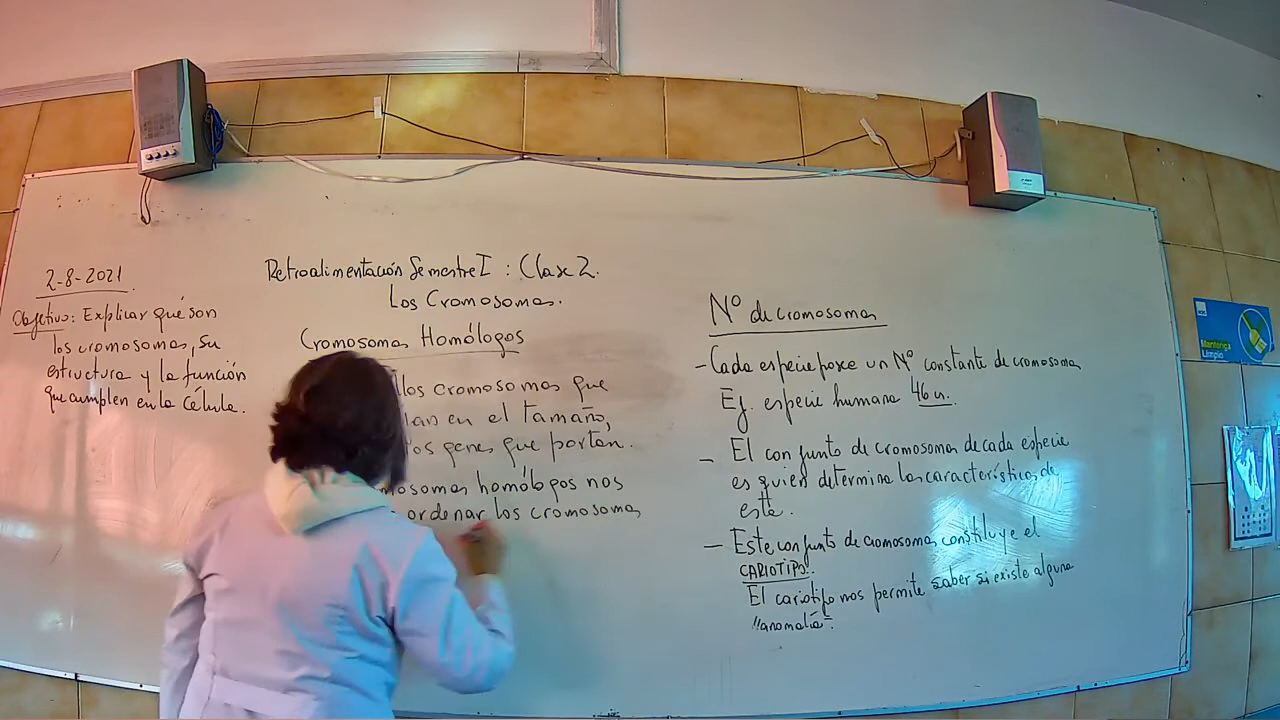 2-8-2021
Objetivo: Explicar qué son
los cromosomas, su
estructura y la función
que cumplen en la Célula.
Retroalimentación Semestre I : Clase 2.
Los Cromosomas.
Cromosomas Homólogos
los cromosomas que
en el tamaño,
genes que portan.
homólogos nos
ordenar los cromosomas
Nº de cromosomas
- Cada especie posee un Nº constante de cromosomas
Ej. especie humana 46 cr.
- El conjunto de cromosomas de cada especie
es quien determina las características de
esta.
- Este conjunto de cromosomas constituye el
CARIOTIPO.
El cariotipo nos permite saber si existe alguna
"anomalía".
Mantenga
Limpio